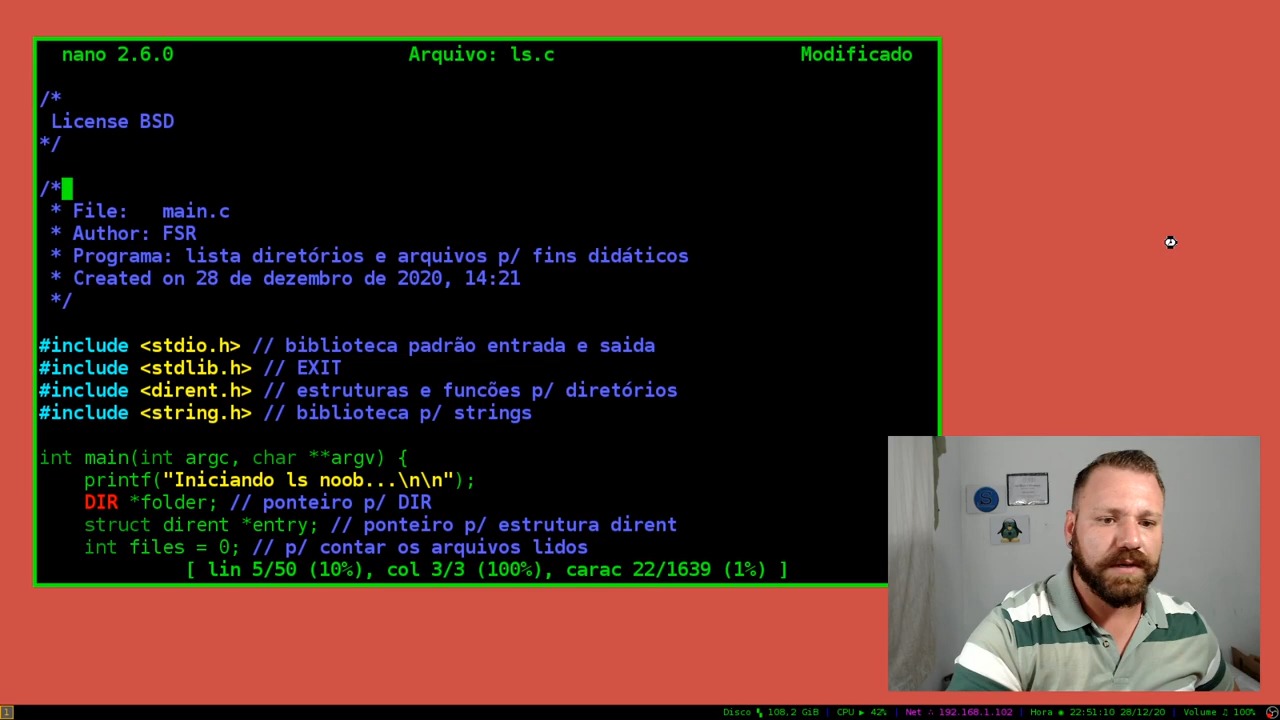 nano 2.6.0 Arquivo: ls.c Modificado
/*
License BSD
*/
/*
* File:   main.c
* Author: FSR
* Programa: lista diretórios e arquivos p/ fins didáticos
* Created on 28 de dezembro de 2020, 14:21
*/
#include <stdio.h> // biblioteca padrão entrada e saida
#include <stdlib.h> // EXIT
#include <dirent.h> // estruturas e funcões p/ diretórios
#include <string.h> // biblioteca p/ strings
int main(int argc, char **argv) {
printf("Iniciando ls noob...\n\n");
DIR *folder; // ponteiro p/ DIR
struct dirent *entry; // ponteiro p/ estrutura dirent
int files = 0; // p/ contar os arquivos lidos
[ lin 5/50 (10%), col 3/3 (100%), carac 22/1639 (1%) ]
1 Disco 108,2 GiB | CPU 42% | Net 192.168.1.102 | Hora 22:51:10 28/12/20 | Volume ♫ 100%